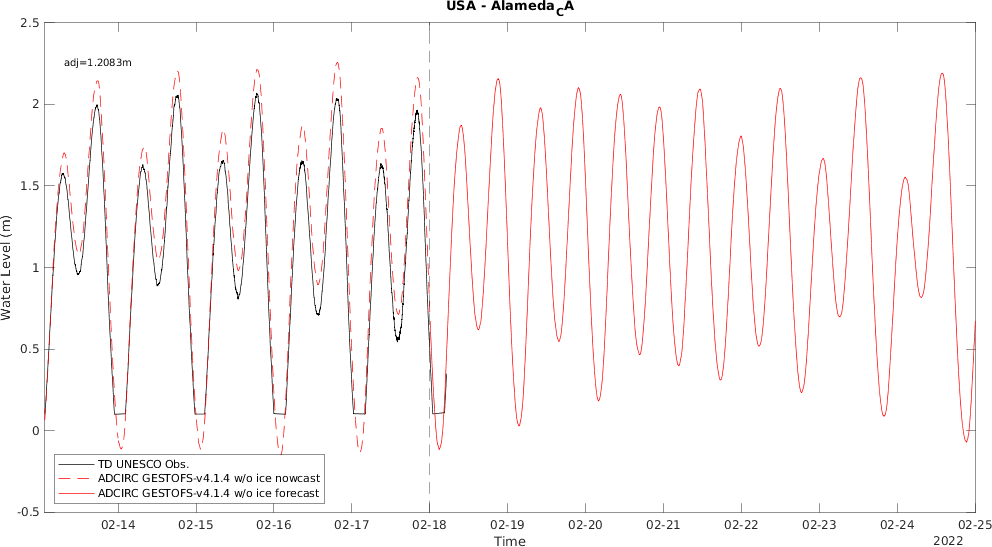 USA - Alameda_CA
2.5
adj=1.2083m
2
1.5
1
0.5
0
-0.5
Water Level (m)
TD UNESCO Obs.
ADCIRC GESTOFS-v4.1.4 w/o ice nowcast
ADCIRC GESTOFS-v4.1.4 w/o ice forecast
02-14 02-15 02-16 02-17 02-18 02-19 02-20 02-21 02-22 02-23 02-24 02-25
Time
2022